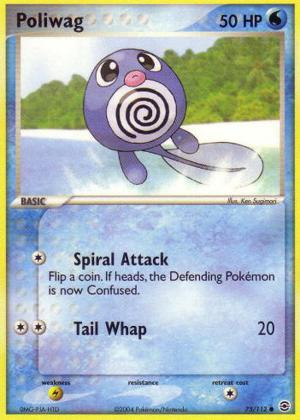 Poliwag 50 HP
BASIC Illus. Ken Sugimori
Spiral Attack
Flip a coin. If heads, the Defending Pokémon
is now Confused.
Tail Whap 20
weakness resistance retreat cost
©2004 Pokémon/Nintendo 73/112